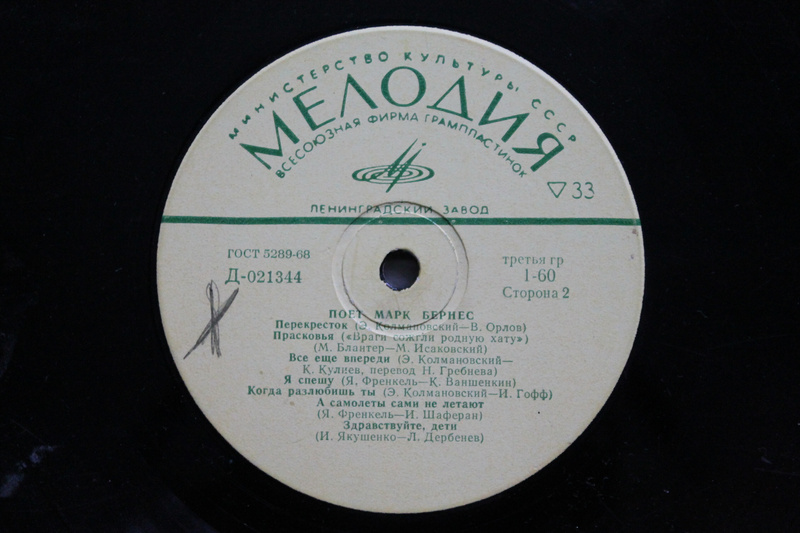 МИНИСТЕРСТВО КУЛЬТУРЫ СССР
МЕЛОДИЯ
ВСЕСОЮЗНАЯ ФИРМА ГРАМПЛАСТИНОК
▽33
ЛЕНИНГРАДСКИЙ ЗАВОД
ГОСТ 5289-68
Д-021344
третья гр
1-60
Сторона 2
ПОЕТ МАРК БЕРНЕС
Перекресток (Э. Колмановский—В. Орлов)
Прасковья («Враги сожгли родную хату»)
(М. Блантер—М. Исаковский)
Все еще впереди (Э. Колмановский—
К. Кулиев, перевод Н. Гребнева)
Я спешу (Я. Френкель—К. Ваншенкин)
Когда разлюбишь ты (Э. Колмановский—И. Гофф)
А самолеты сами не летают
(Я. Френкель—И. Шаферан)
Здравствуйте, дети
(И. Якушенко—Л. Дербенев)